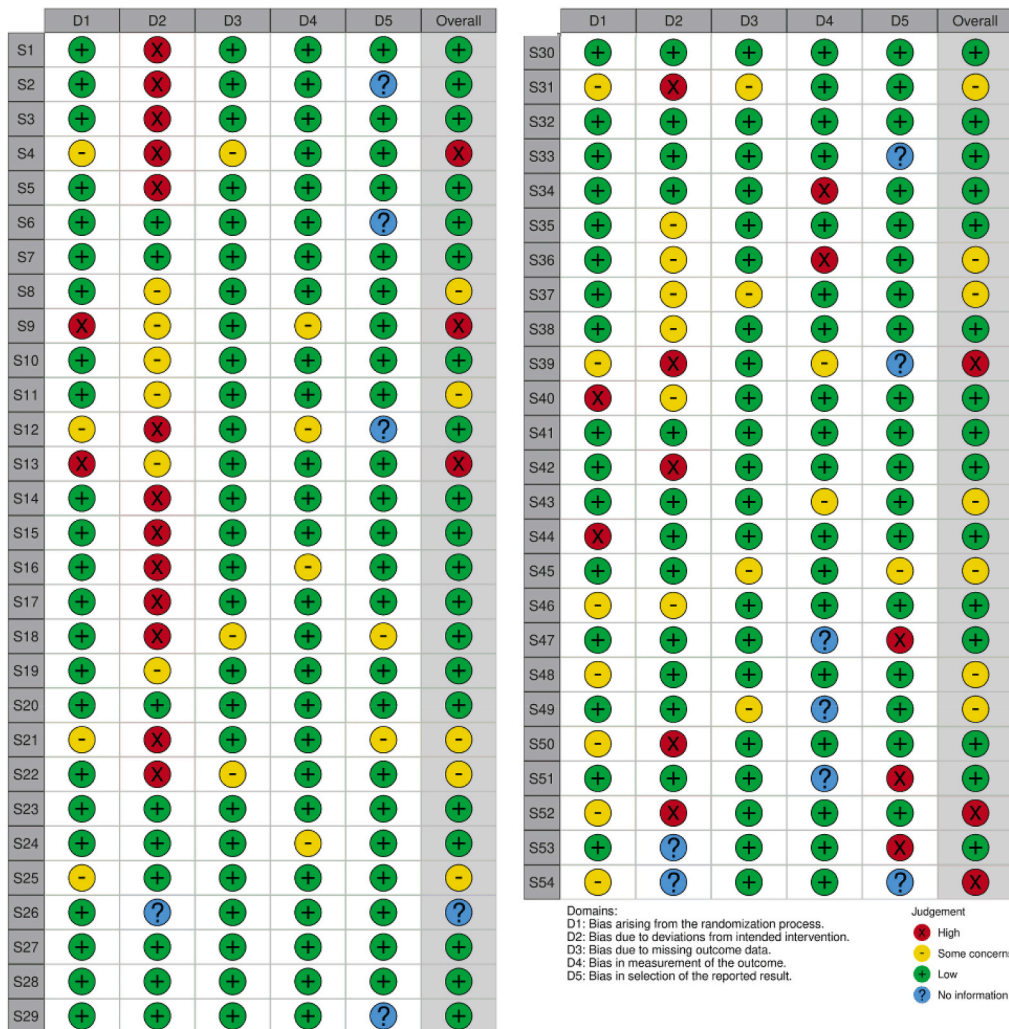 D1 D2 D3 D4 D5 Overall
S1 + X + + + +
S2 + X + + ? +
S3 + X + + + +
S4 - X - + + X
S5 + X + + + +
S6 + + + + ? +
S7 + + + + + +
S8 + - + + + -
S9 X - + - + X
S10 + - + + + +
S11 + - + + + -
S12 - X + - ? +
S13 X - + + + X
S14 + X + + + +
S15 + X + + + +
S16 + X + - + +
S17 + X + + + +
S18 + X - + - +
S19 + - + + + +
S20 + + + + + +
S21 - X + + - -
S22 + X - + + -
S23 + + + + + +
S24 + + + - + +
S25 - + + + + -
S26 + ? + + + ?
S27 + + + + + +
S28 + + + + + +
S29 + + + + ? +
D1 D2 D3 D4 D5 Overall
S30 + + + + + +
S31 - X - + + -
S32 + + + + + +
S33 + + + + ? +
S34 + + + X + +
S35 + - + + + +
S36 + - + X + -
S37 + - - + + -
S38 + - + + + +
S39 - X + - ? X
S40 X - + + + +
S41 + + + + + +
S42 + X + + + +
S43 + + + - + -
S44 X + + + + +
S45 + + - + - -
S46 - - + + + +
S47 + + + ? X +
S48 - + + + + -
S49 + + - ? + -
S50 - X + + + +
S51 + + + ? X +
S52 - X + + + X
S53 + ? + + X +
S54 - ? + + ? X
Domains:
D1: Bias arising from the randomization process.
D2: Bias due to deviations from intended intervention.
D3: Bias due to missing outcome data.
D4: Bias in measurement of the outcome.
D5: Bias in selection of the reported result.
Judgement
X High
- Some concerns
+ Low
? No information